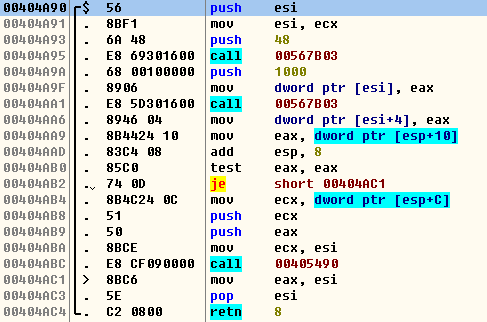 00404A90 $ 56 push esi
00404A91 . 8BF1 mov esi, ecx
00404A93 . 6A 48 push 48
00404A95 . E8 69301600 call 00567B03
00404A9A . 68 00100000 push 1000
00404A9F . 8906 mov dword ptr [esi], eax
00404AA1 . E8 5D301600 call 00567B03
00404AA6 . 8946 04 mov dword ptr [esi+4], eax
00404AA9 . 8B4424 10 mov eax, dword ptr [esp+10]
00404AAD . 83C4 08 add esp, 8
00404AB0 . 85C0 test eax, eax
00404AB2 . 74 0D je short 00404AC1
00404AB4 . 8B4C24 0C mov ecx, dword ptr [esp+C]
00404AB8 . 51 push ecx
00404AB9 . 50 push eax
00404ABA . 8BCE mov ecx, esi
00404ABC . E8 CF090000 call 00405490
00404AC1 > 8BC6 mov eax, esi
00404AC3 . 5E pop esi
00404AC4 . C2 0800 retn 8